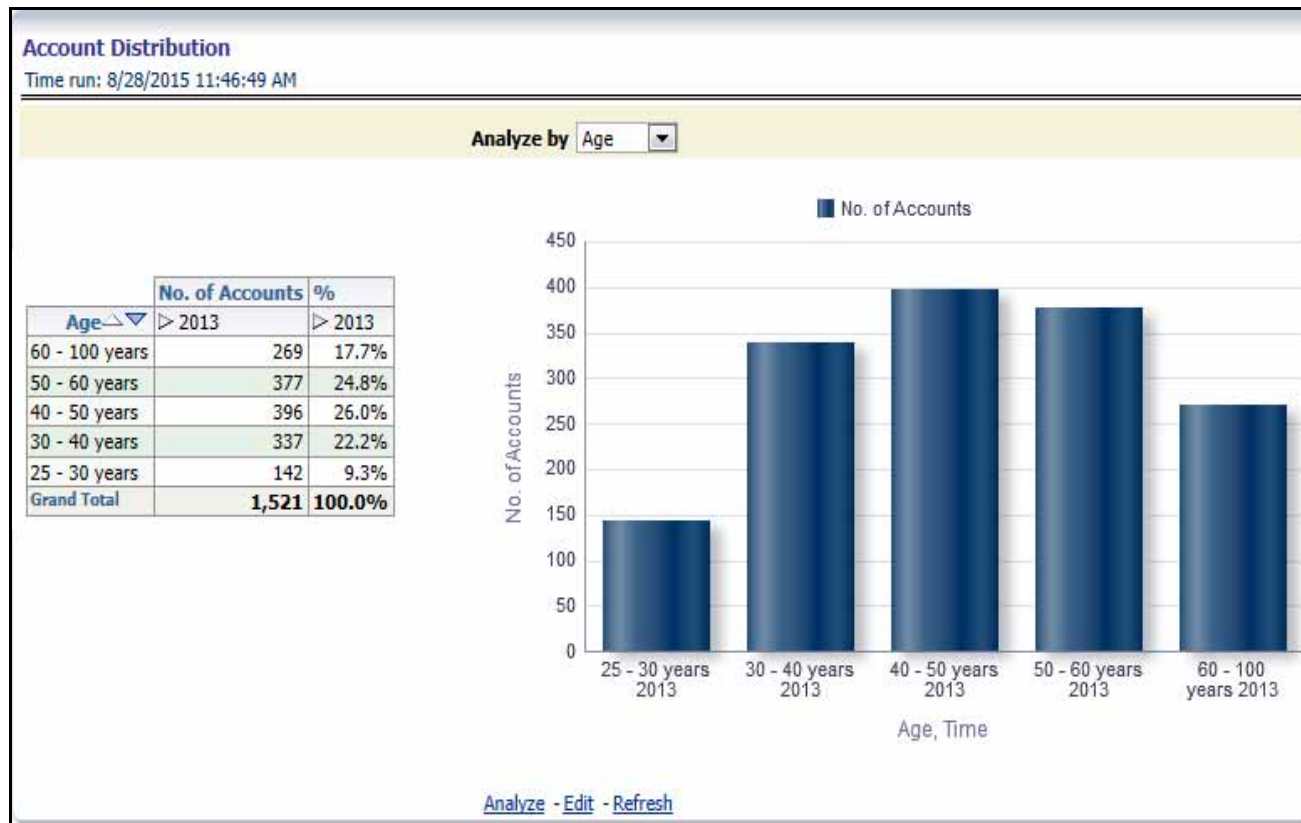 Account Distribution
Time run: 8/28/2015 11:46:49 AM
Analyze by Age
No. of Accounts %
Age 2013 2013
60 - 100 years 269 17.7%
50 - 60 years 377 24.8%
40 - 50 years 396 26.0%
30 - 40 years 337 22.2%
25 - 30 years 142 9.3%
Grand Total 1,521 100.0%
No. of Accounts
450
400
350
300
250
200
150
100
50
0
No. of Accounts
25 - 30 years 30 - 40 years 40 - 50 years 50 - 60 years 60 - 100
2013 2013 2013 2013 years 2013
Age, Time
Analyze - Edit - Refresh